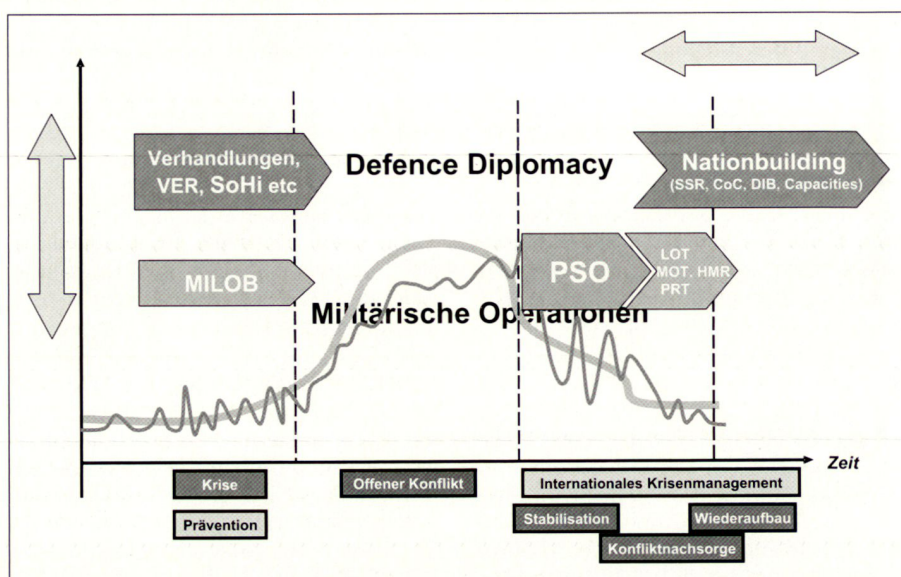 Verhandlungen,
VER, SoHi etc
Defence Diplomacy
Nationbuilding
(SSR, CoC, DIB, Capacities)
MILOB
PSO
LOT
MOT. HMR
PRT
Militärische Operationen
Zeit
Krise
Offener Konflikt
Internationales Krisenmanagement
Prävention
Stabilisation
Wiederaufbau
Konfliktnachsorge